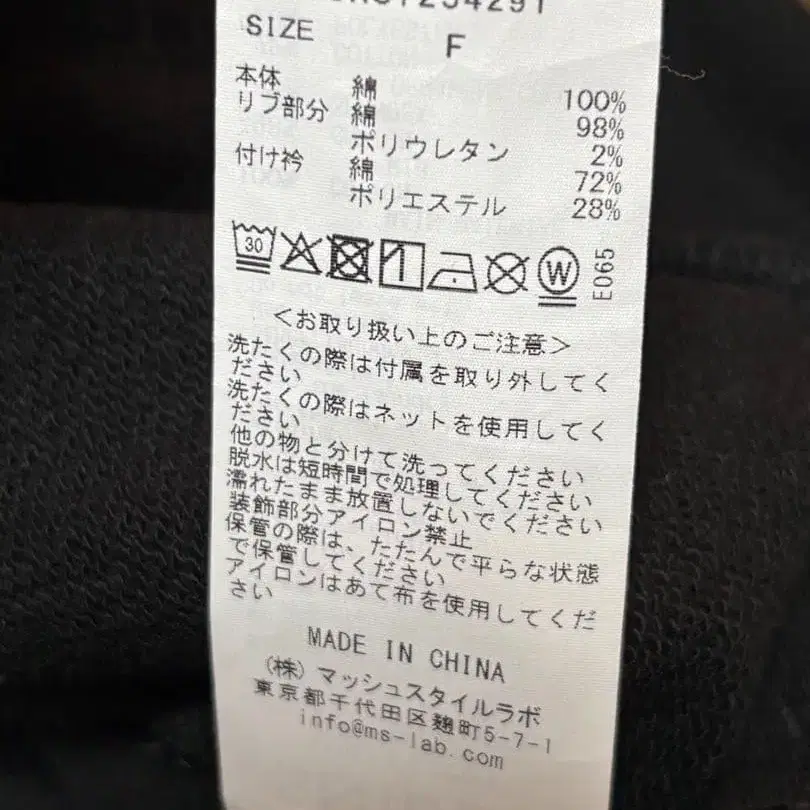 SIZE F
本体 綿 100%
リブ部分 綿 98%
ポリウレタン 2%
付け衿 綿 72%
ポリエステル 28%
30
W
E065
<お取り扱い上のご注意>
洗たくの際は付属を取り外してく
ださい
洗たくの際はネットを使用してく
ださい
他の物と分けて洗ってください
脱水は短時間で処理してください
濡れたまま放置しないでください
装飾部分アイロン禁止
保管の際は、たたんで平らな状態
で保管してください
アイロンはあて布を使用してくだ
さい
MADE IN CHINA
(株)マッシュスタイルラボ
東京都千代田区麹町5-7-1
info@ms-lab.com